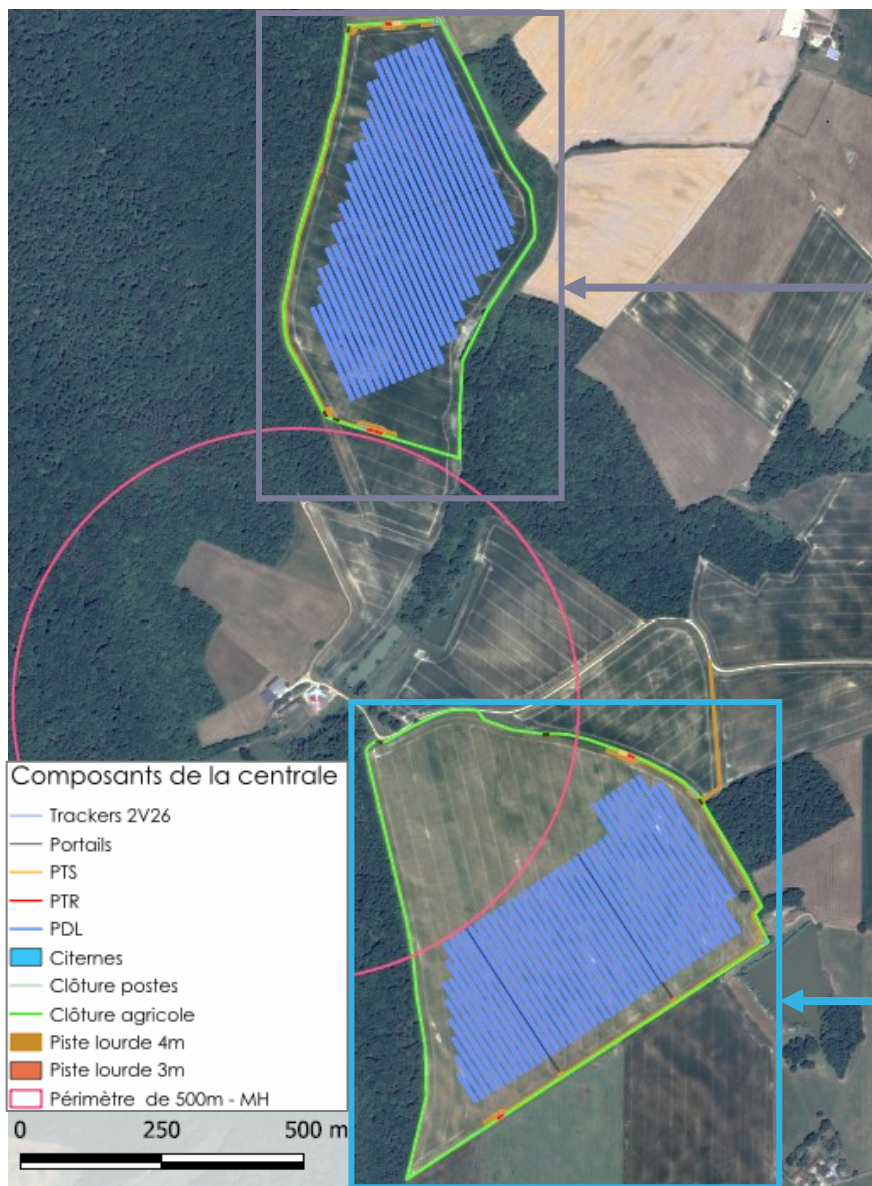 Composants de la centrale
Trackers 2V26
Portails
PTS
PTR
PDL
Citernes
Clôture postes
Clôture agricole
Piste lourde 4m
Piste lourde 3m
Périmètre de 500m - MH
0 250 500 m